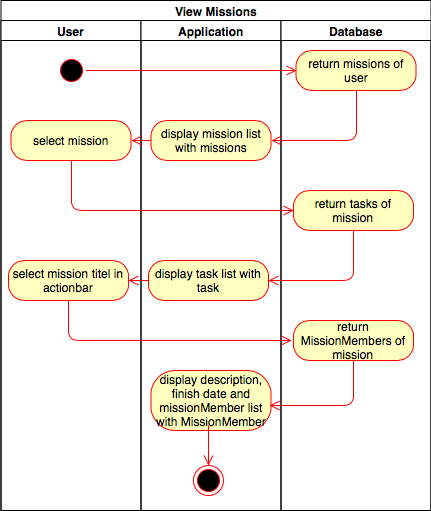 View Missions
User
Application
Database
return missions of
user
display mission list
with missions
select mission
return tasks of
mission
display task list with
task
select mission titel in
actionbar
return
MissionMembers of
mission
display description,
finish date and
missionMember list
with MissionMember